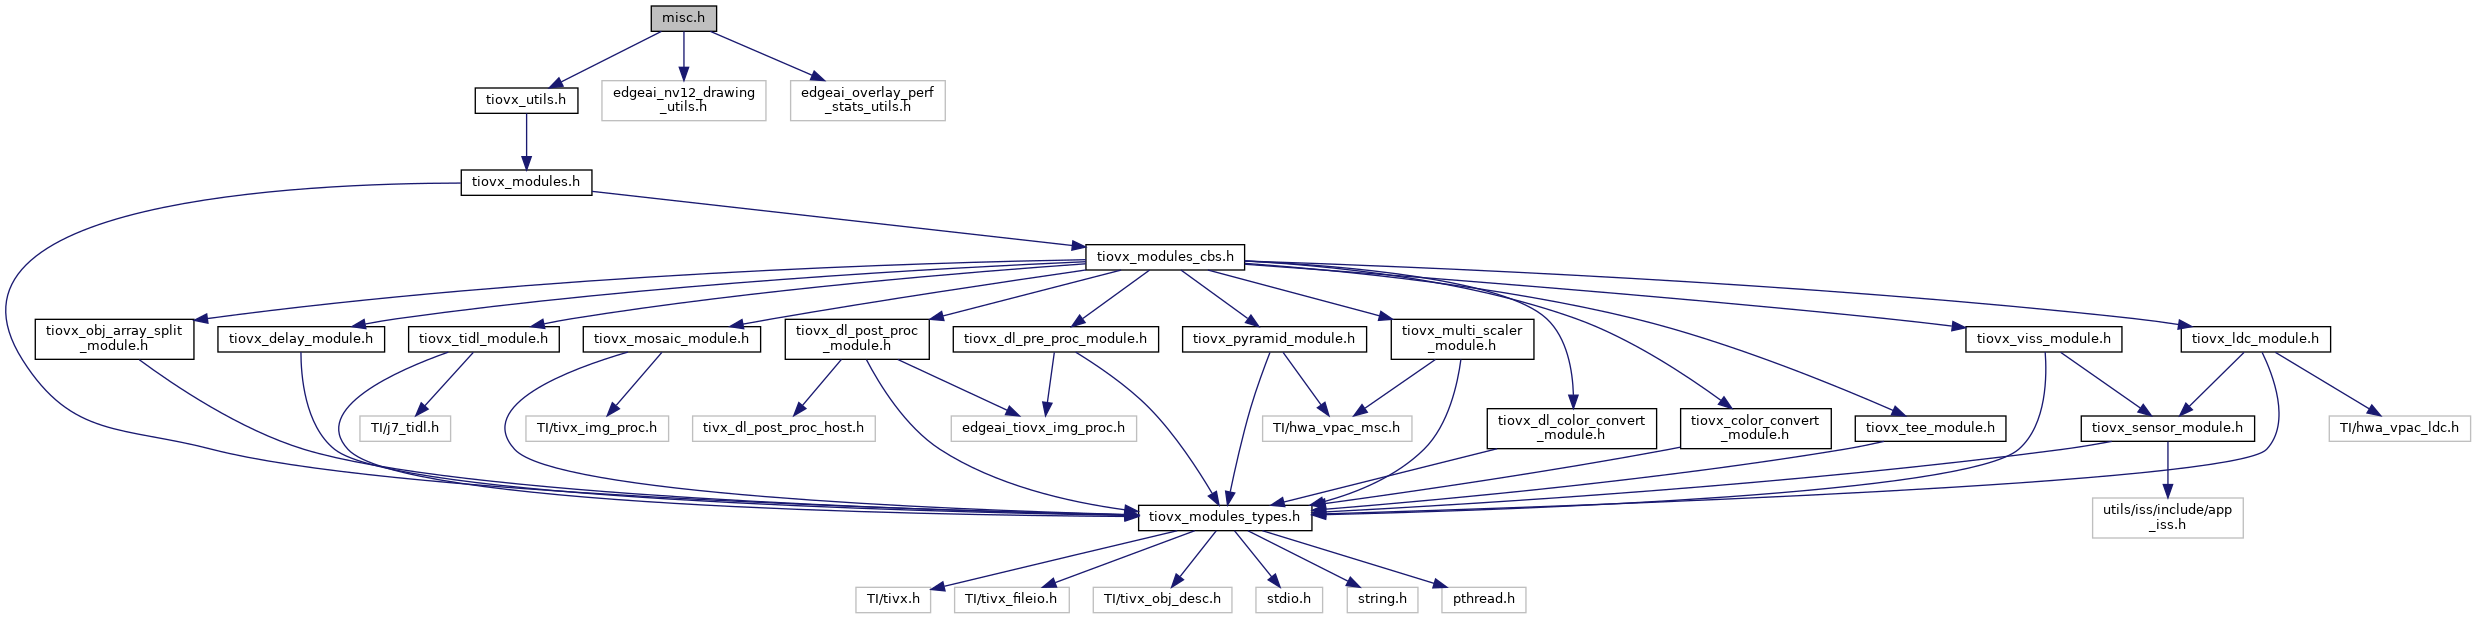 misc.h
tiovx_utils.h
edgeai_nv12_drawing
_utils.h
edgeai_overlay_perf
_stats_utils.h
tiovx_modules.h
tiovx_modules_cbs.h
tiovx_obj_array_split
_module.h
tiovx_delay_module.h
tiovx_tidl_module.h
tiovx_mosaic_module.h
tiovx_dl_post_proc
_module.h
tiovx_dl_pre_proc_module.h
tiovx_pyramid_module.h
tiovx_multi_scaler
_module.h
tiovx_viss_module.h
tiovx_ldc_module.h
TI/j7_tidl.h
TI/tivx_img_proc.h
tivx_dl_post_proc_host.h
edgeai_tiovx_img_proc.h
TI/hwa_vpac_msc.h
tiovx_dl_color_convert
_module.h
tiovx_color_convert
_module.h
tiovx_tee_module.h
tiovx_sensor_module.h
TI/hwa_vpac_ldc.h
tiovx_modules_types.h
utils/iss/include/app
_iss.h
TI/tivx.h
TI/tivx_fileio.h
TI/tivx_obj_desc.h
stdio.h
string.h
pthread.h